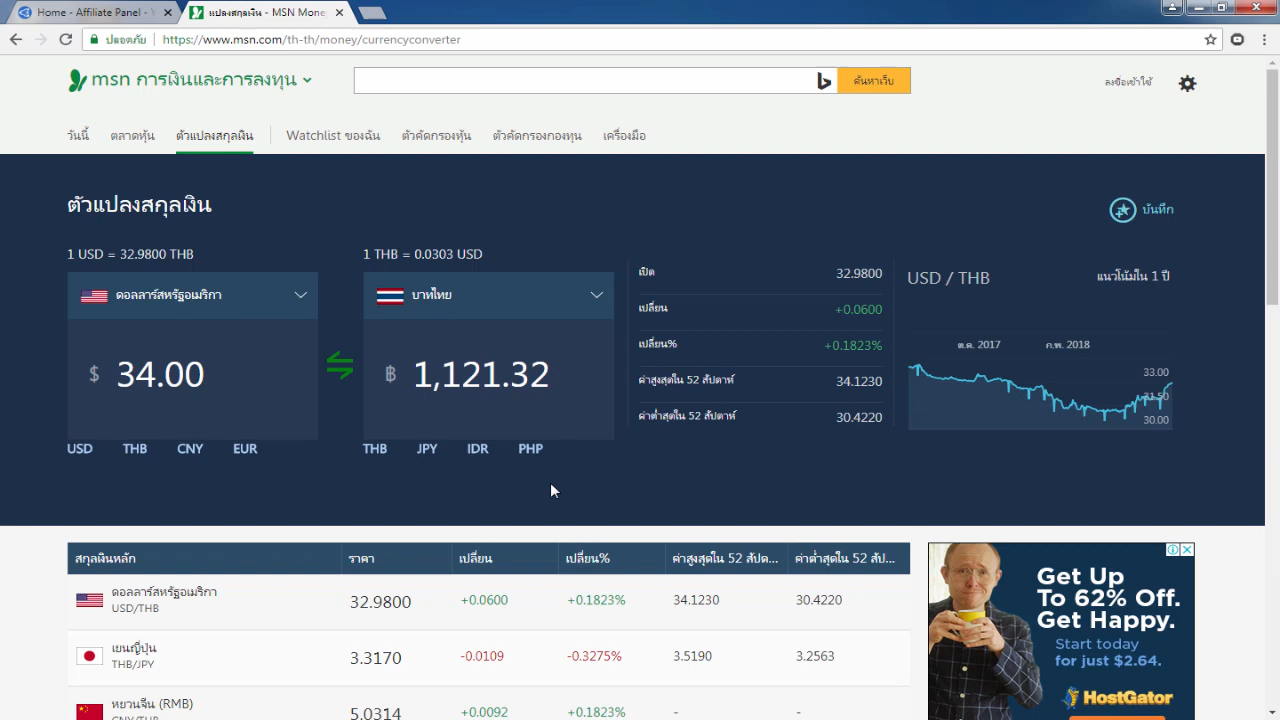 Home - Affiliate Panel - Y
แปลงสกุลเงิน - MSN Mone
ปลอดภัย
https://www.msn.com/th-th/money/currencyconverter
msn การเงินและการลงทุน
ค้นหาเว็บ
ลงชื่อเข้าใช้
วันนี้ ตลาดหุ้น ตัวแปลงสกุลเงิน Watchlist ของฉัน ตัวคัดกรองหุ้น ตัวคัดกรองกองทุน เครื่องมือ
ตัวแปลงสกุลเงิน
บันทึก
1 USD = 32.9800 THB
ดอลลาร์สหรัฐอเมริกา
$ 34.00
USD THB CNY EUR
1 THB = 0.0303 USD
บาทไทย
฿ 1,121.32
THB JPY IDR PHP
เปิด 32.9800
เปลี่ยน +0.0600
เปลี่ยน% +0.1823%
ค่าสูงสุดใน 52 สัปดาห์ 34.1230
ค่าต่ำสุดใน 52 สัปดาห์ 30.4220
USD / THB แนวโน้มใน 1 ปี
ต.ค. 2017 ก.พ. 2018
33.00
31.50
30.00
สกุลเงินหลัก ราคา เปลี่ยน เปลี่ยน% ค่าสูงสุดใน 52 สัปด... ค่าต่ำสุดใน 52 สัป...
ดอลลาร์สหรัฐอเมริกา
USD/THB
32.9800 +0.0600 +0.1823% 34.1230 30.4220
เยนญี่ปุ่น
THB/JPY
3.3170 -0.0109 -0.3275% 3.5190 3.2563
หยวนจีน (RMB)
CNY/THB
5.0314 +0.0092 +0.1823% - -
Get Up
To 62% Off.
Get Happy.
Start today
for just $2.64.
HostGator